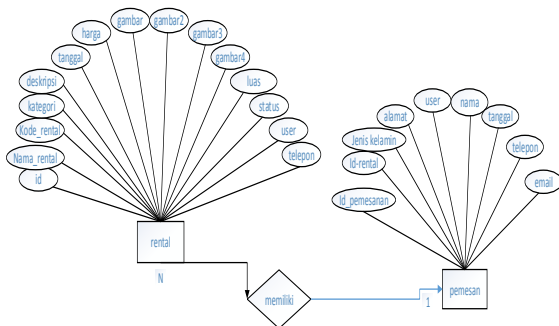 gambar
gambar2
harga
gambar3
tanggal
gambar4
deskripsi
luas
kategori
status
Kode_rental
user
Nama_rental
telepon
id
rental
N
memiliki
user
nama
alamat
tanggal
Jenis kelamin
telepon
Id-rental
email
Id_pemesanan
1
pemesan